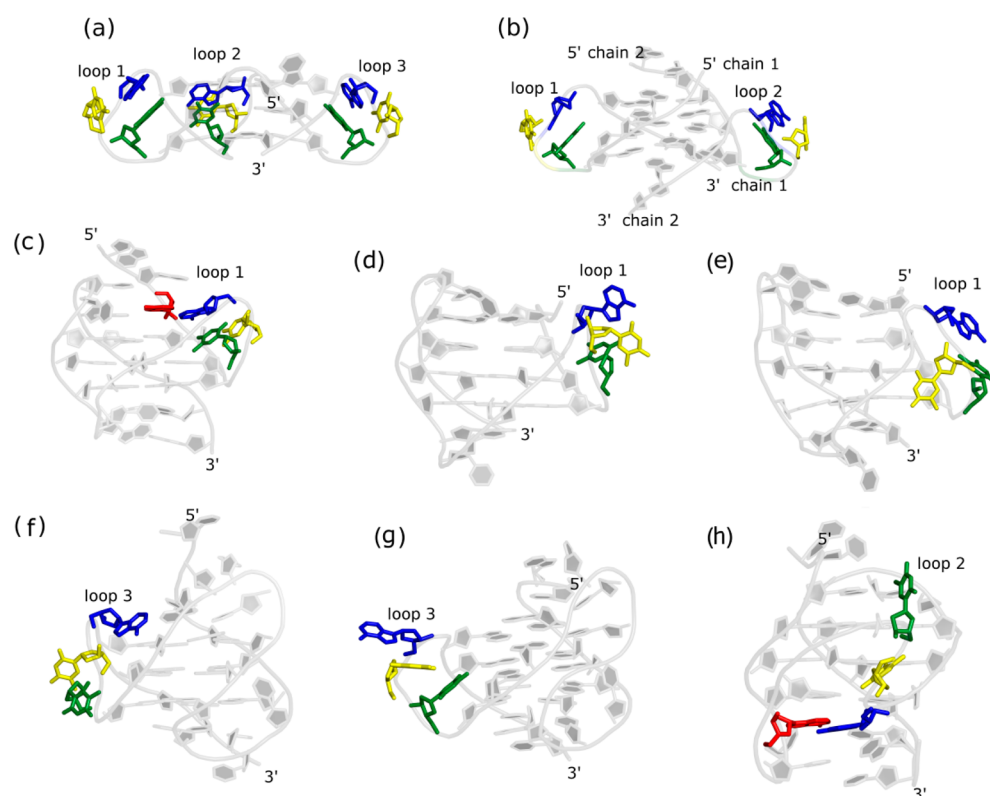 (a)
loop 1
loop 2
loop 3
5'
3'
(b)
5' chain 2
5' chain 1
loop 1
loop 2
3' chain 1
3' chain 2
(c)
5'
loop 1
3'
(d)
loop 1
5'
3'
(e)
5'
loop 1
3'
(f)
5'
loop 3
3'
(g)
5'
loop 3
3'
(h)
5'
loop 2
3'